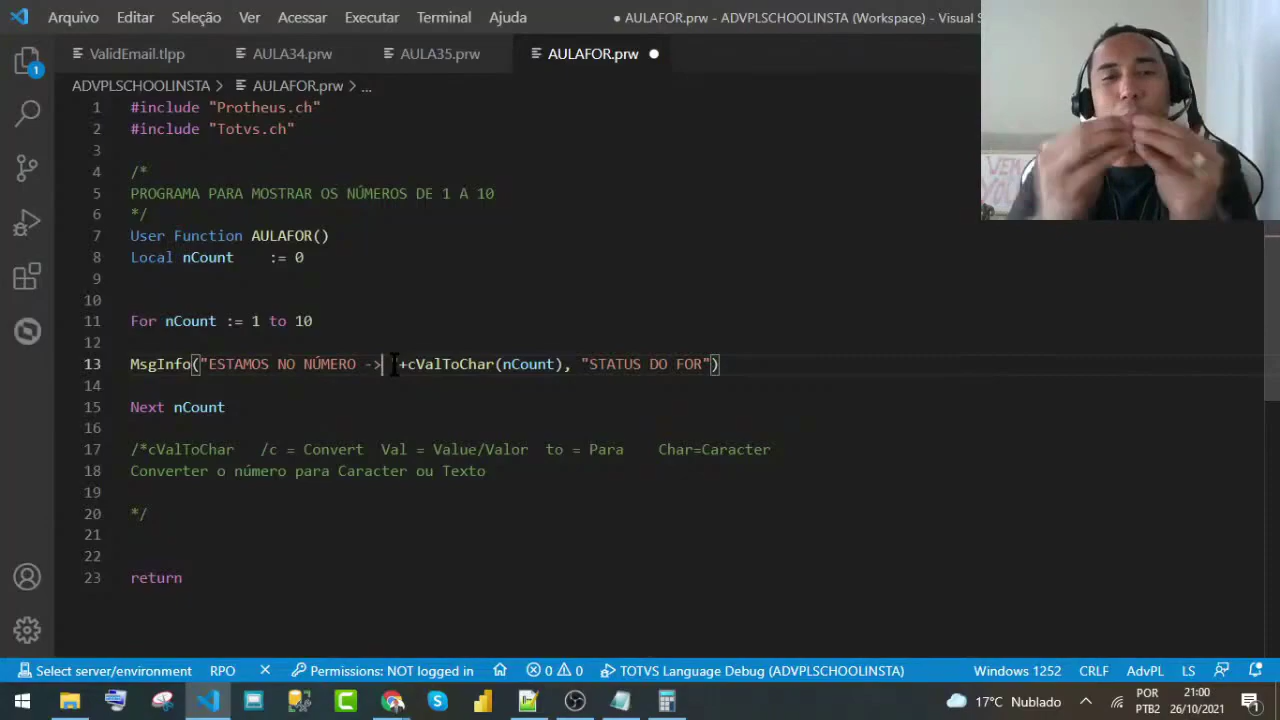 Arquivo Editar Seleção Ver Acessar Executar Terminal Ajuda ● AULAFOR.prw - ADVPLSCHOOLINSTA (Workspace) - Visual S
ValidEmail.tlpp AULA34.prw AULA35.prw AULAFOR.prw ●
ADVPLSCHOOLINSTA > AULAFOR.prw > ...
1 #include "Protheus.ch"
2 #include "Totvs.ch"
3
4 /*
5 PROGRAMA PARA MOSTRAR OS NÚMEROS DE 1 A 10
6 */
7 User Function AULAFOR()
8 Local nCount := 0
9
10
11 For nCount := 1 to 10
12
13 MsgInfo("ESTAMOS NO NÚMERO -> +cValToChar(nCount), "STATUS DO FOR")
14
15 Next nCount
16
17 /*cValToChar /c = Convert Val = Value/Valor to = Para Char=Caracter
18 Converter o número para Caracter ou Texto
19
20 */
21
22
23 return
1
Select server/environment RPO Permissions: NOT logged in 0 0 TOTVS Language Debug (ADVPLSCHOOLINSTA) Windows 1252 CRLF AdvPL LS
17°C Nublado POR PTB2 21:00 26/10/2021 1